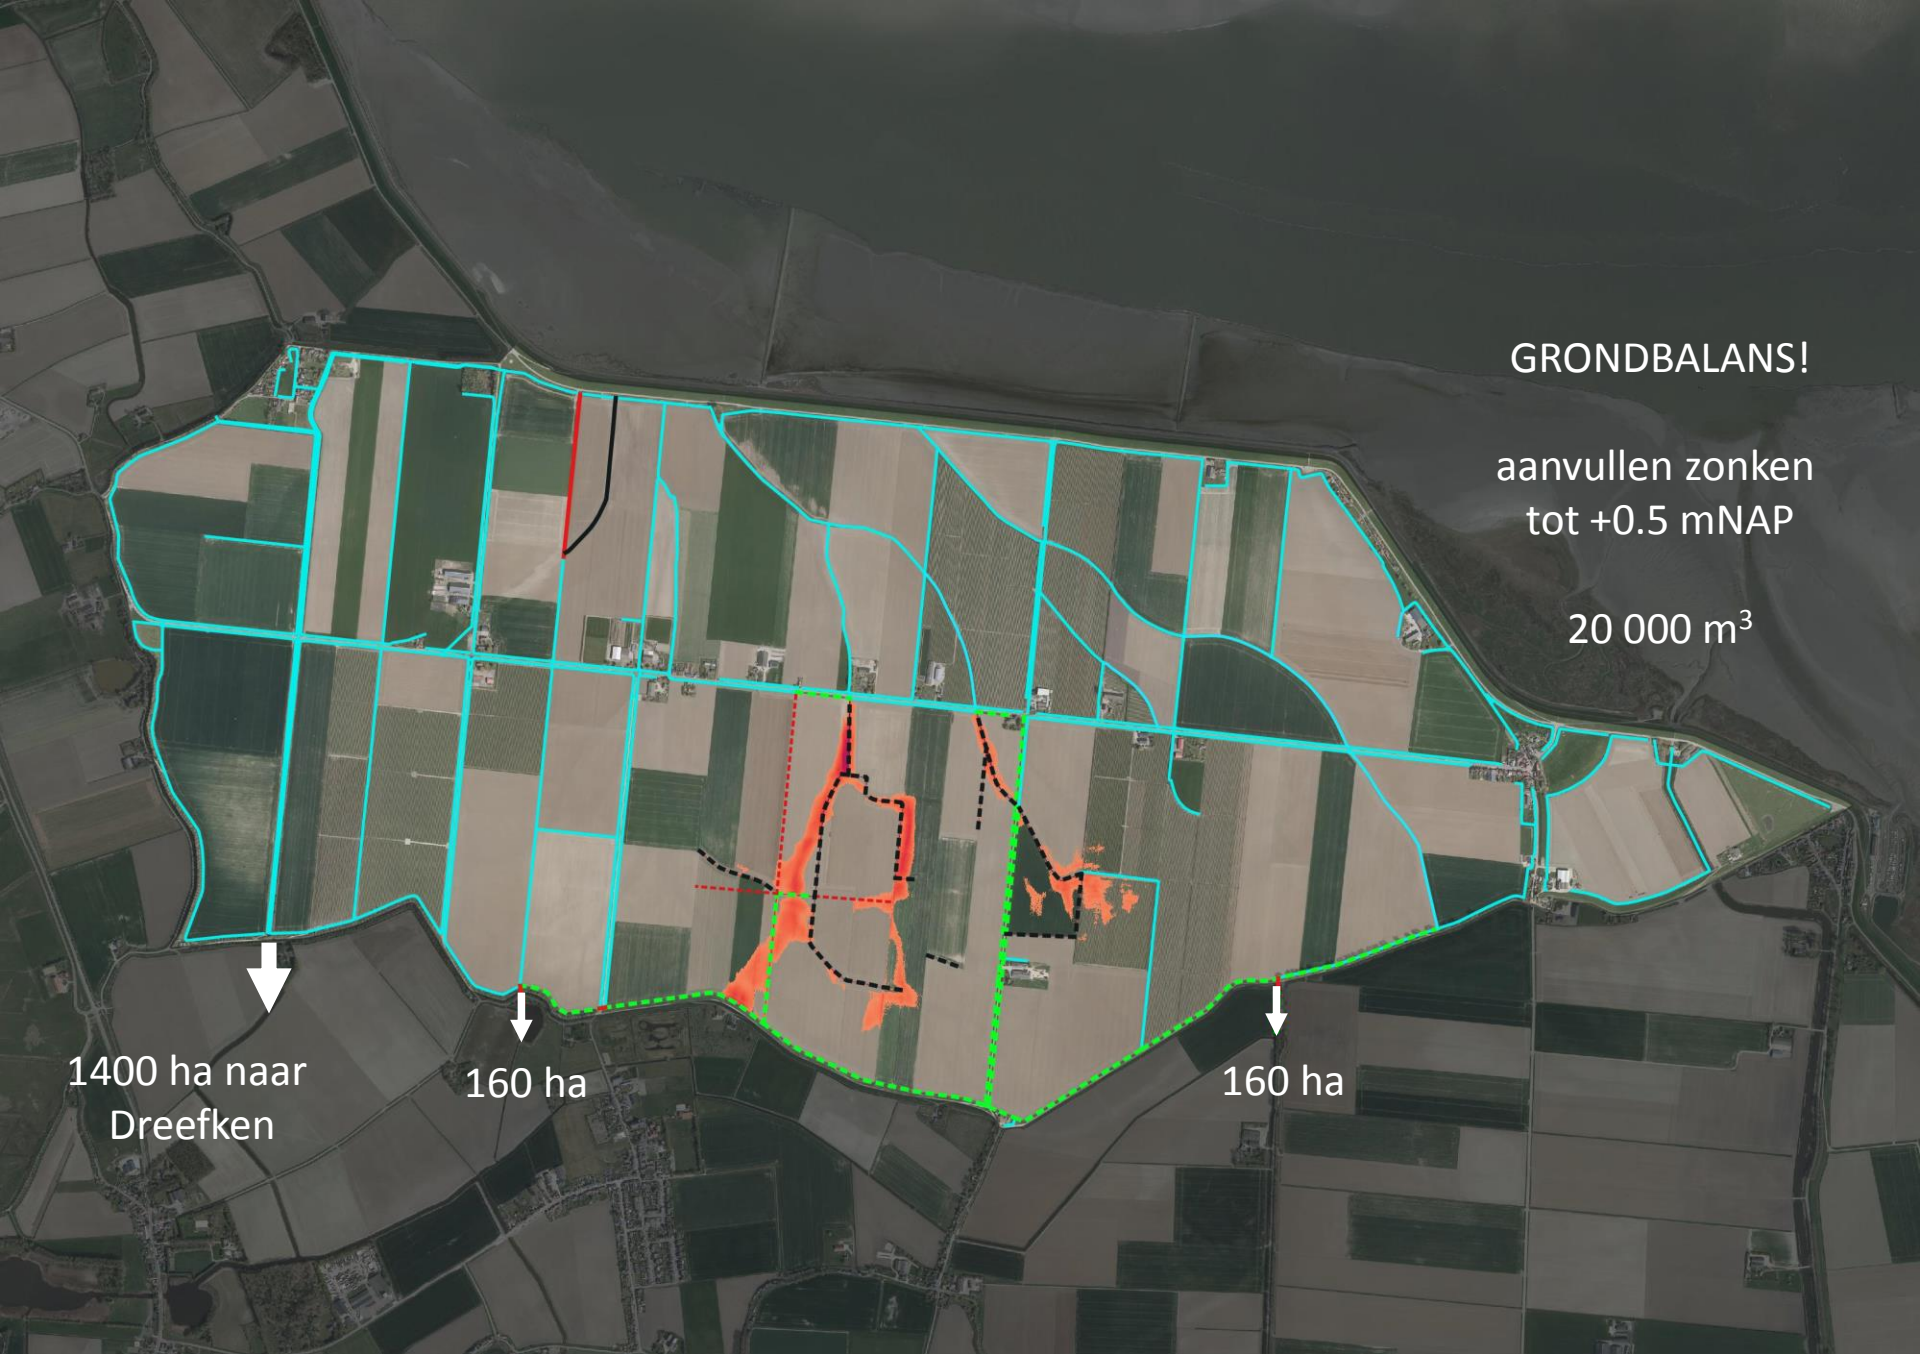 GRONDBALANS!
aanvullen zonken
tot +0.5 mNAP
20 000 m³
1400 ha naar
Dreefken
160 ha
160 ha